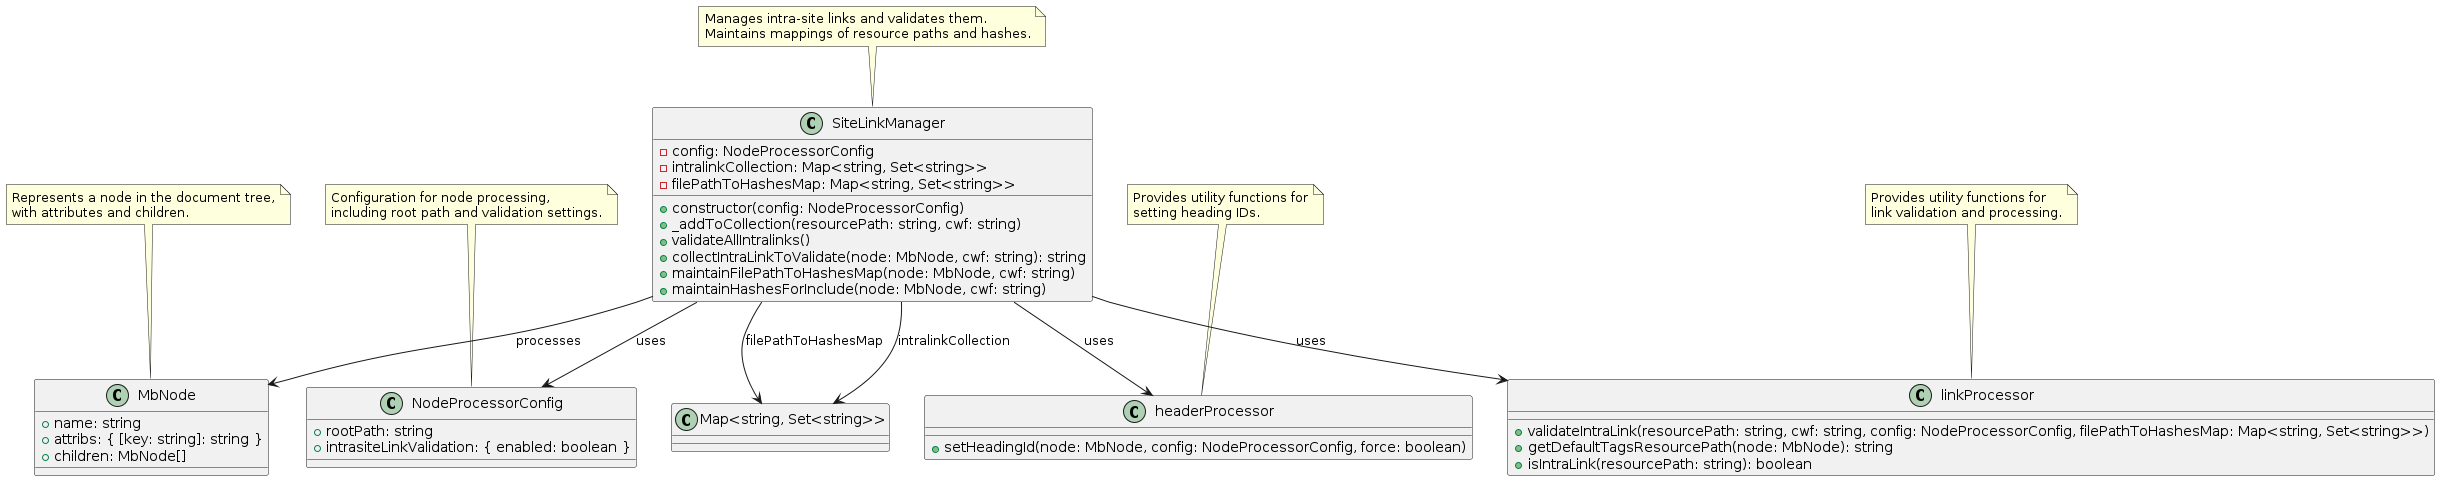 Manages intra-site links and validates them.
Maintains mappings of resource paths and hashes.
C SiteLinkManager
config: NodeProcessorConfig
intralinkCollection: Map<string, Set<string>>
filePathToHashesMap: Map<string, Set<string>>
constructor(config: NodeProcessorConfig)
_addToCollection(resourcePath: string, cwf: string)
validateAllIntralinks()
collectIntraLinkToValidate(node: MbNode, cwf: string): string
maintainFilePathToHashesMap(node: MbNode, cwf: string)
maintainHashesForInclude(node: MbNode, cwf: string)
Represents a node in the document tree,
with attributes and children.
Configuration for node processing,
including root path and validation settings.
Provides utility functions for
setting heading IDs.
Provides utility functions for
link validation and processing.
processes
uses
filePathToHashesMap
intralinkCollection
uses
uses
C MbNode
name: string
attribs: { [key: string]: string }
children: MbNode[]
C NodeProcessorConfig
rootPath: string
intrasiteLinkValidation: { enabled: boolean }
C Map<string, Set<string>>
C headerProcessor
setHeadingId(node: MbNode, config: NodeProcessorConfig, force: boolean)
C linkProcessor
validateIntraLink(resourcePath: string, cwf: string, config: NodeProcessorConfig, filePathToHashesMap: Map<string, Set<string>>)
getDefaultTagsResourcePath(node: MbNode): string
isIntraLink(resourcePath: string): boolean